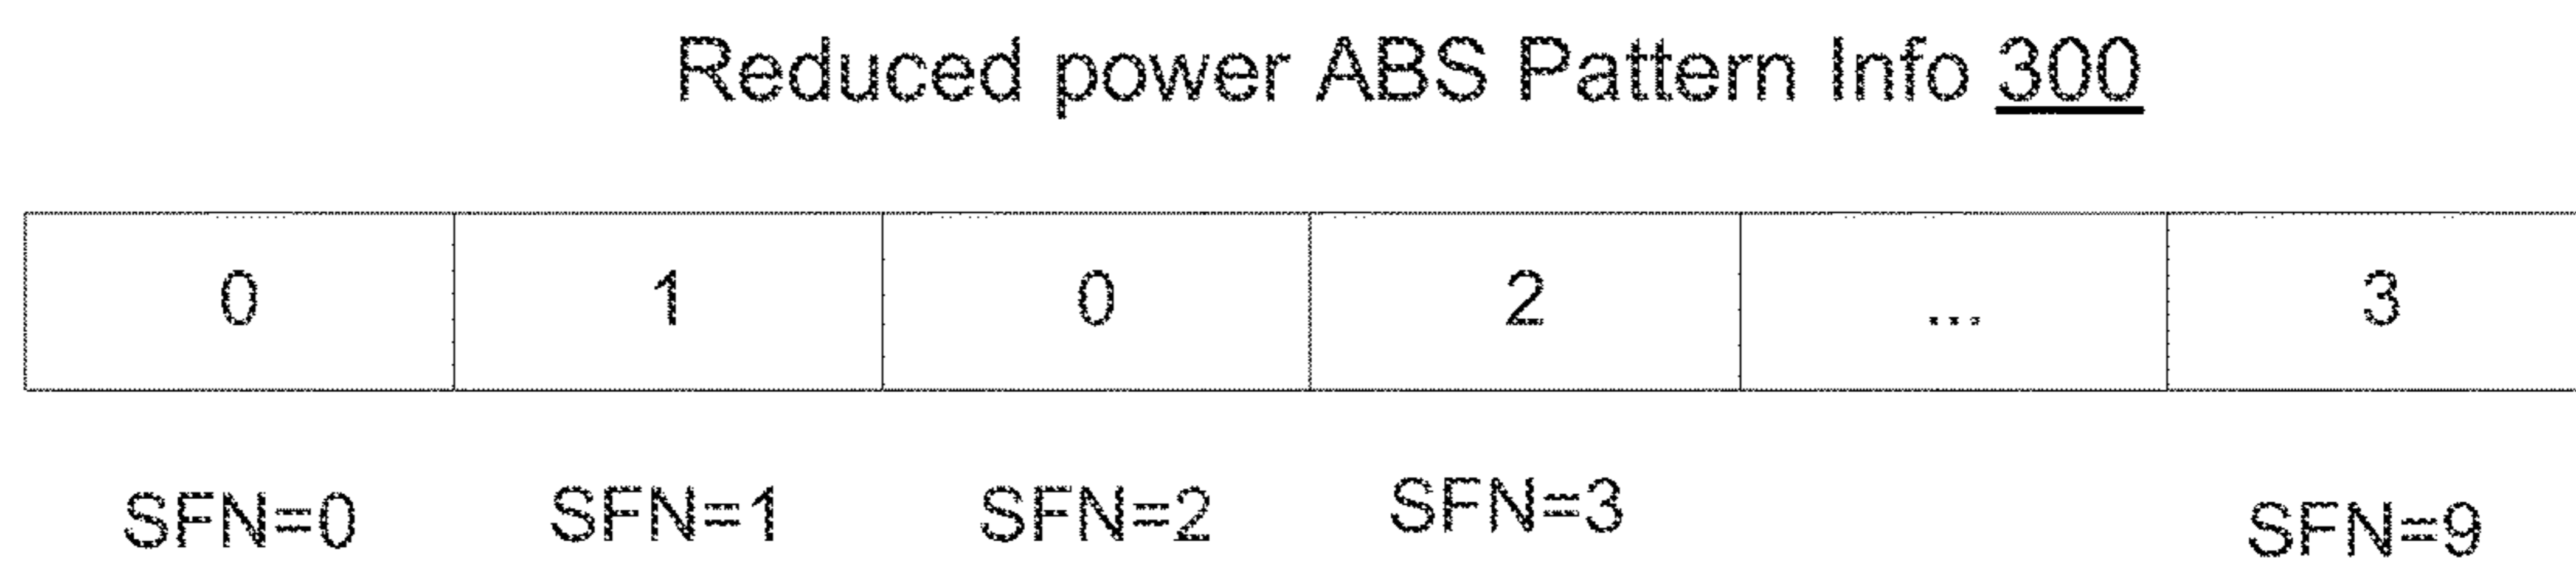 Reduced power ABS Pattern Info 300
0 1 0 2 ... 3
SFN=0 SFN=1 SFN=2 SFN=3 SFN=9